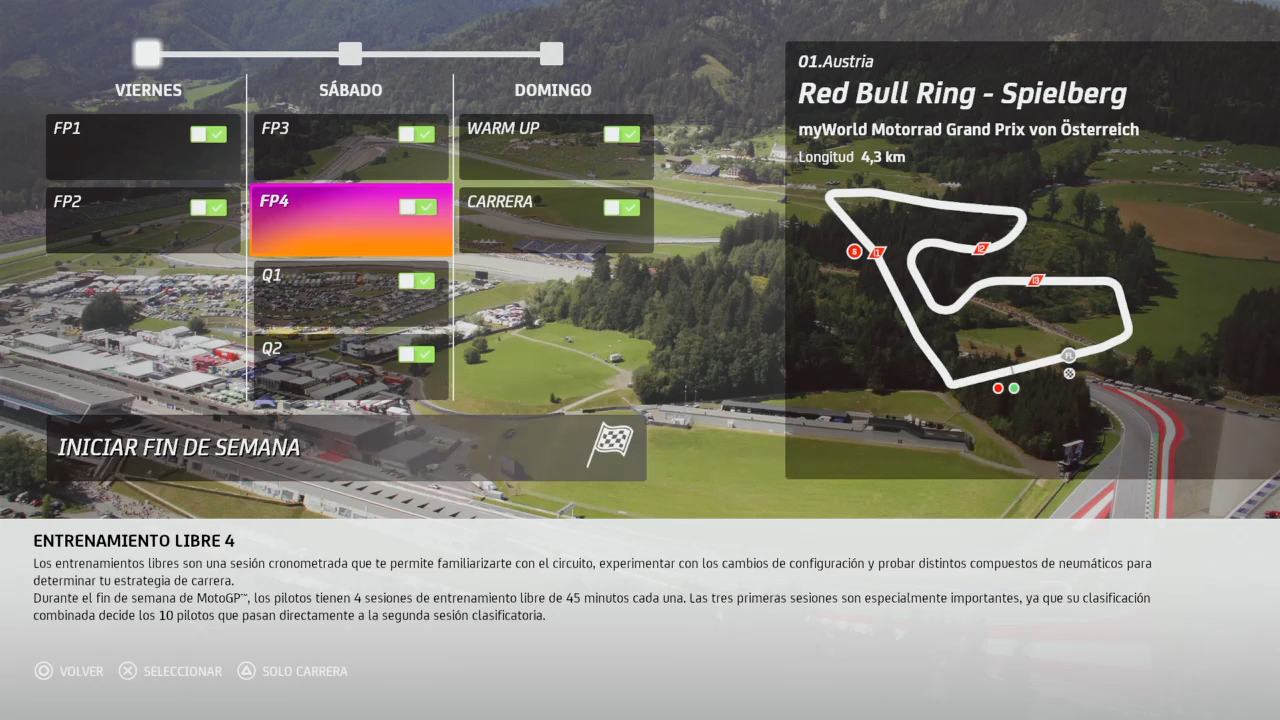 VIERNES
SÁBADO
DOMINGO
FP1
FP3
WARM UP
FP2
FP4
CARRERA
Q1
Q2
INICIAR FIN DE SEMANA
01.Austria
Red Bull Ring - Spielberg
myWorld Motorrad Grand Prix von Österreich
Longitud 4,3 km
S
i1
i2
i3
FL
ENTRENAMIENTO LIBRE 4
Los entrenamientos libres son una sesión cronometrada que te permite familiarizarte con el circuito, experimentar con los cambios de configuración y probar distintos compuestos de neumáticos para
determinar tu estrategia de carrera.
Durante el fin de semana de MotoGP™, los pilotos tienen 4 sesiones de entrenamiento libre de 45 minutos cada una. Las tres primeras sesiones son especialmente importantes, ya que su clasificación
combinada decide los 10 pilotos que pasan directamente a la segunda sesión clasificatoria.
VOLVER
SELECCIONAR
SOLO CARRERA